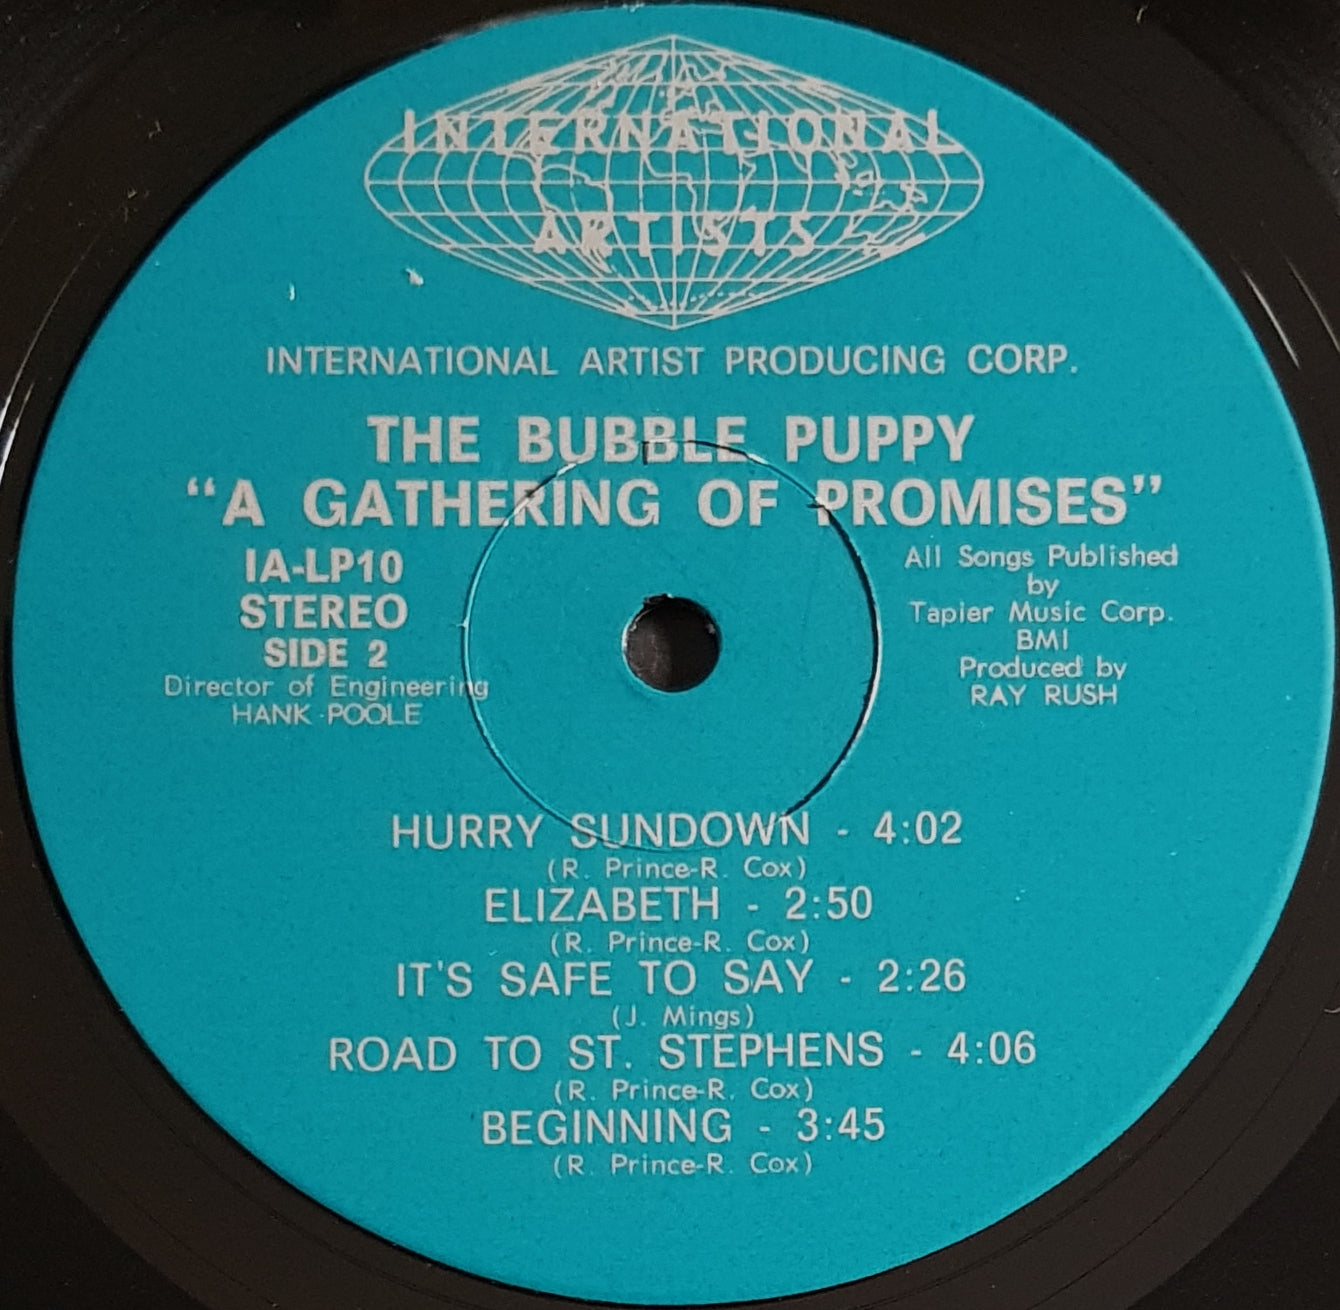 INTERNATIONAL
ARTISTS
INTERNATIONAL ARTIST PRODUCING CORP.
THE BUBBLE PUPPY
“A GATHERING OF PROMISES”
IA-LP10
STEREO
SIDE 2
Director of Engineering
HANK POOLE
All Songs Published
by
Tapier Music Corp.
BMI
Produced by
RAY RUSH
HURRY SUNDOWN - 4:02
(R. Prince-R. Cox)
ELIZABETH - 2:50
(R. Prince-R. Cox)
IT'S SAFE TO SAY - 2:26
(J. Mings)
ROAD TO ST. STEPHENS - 4:06
(R. Prince-R. Cox)
BEGINNING - 3:45
(R. Prince-R. Cox)